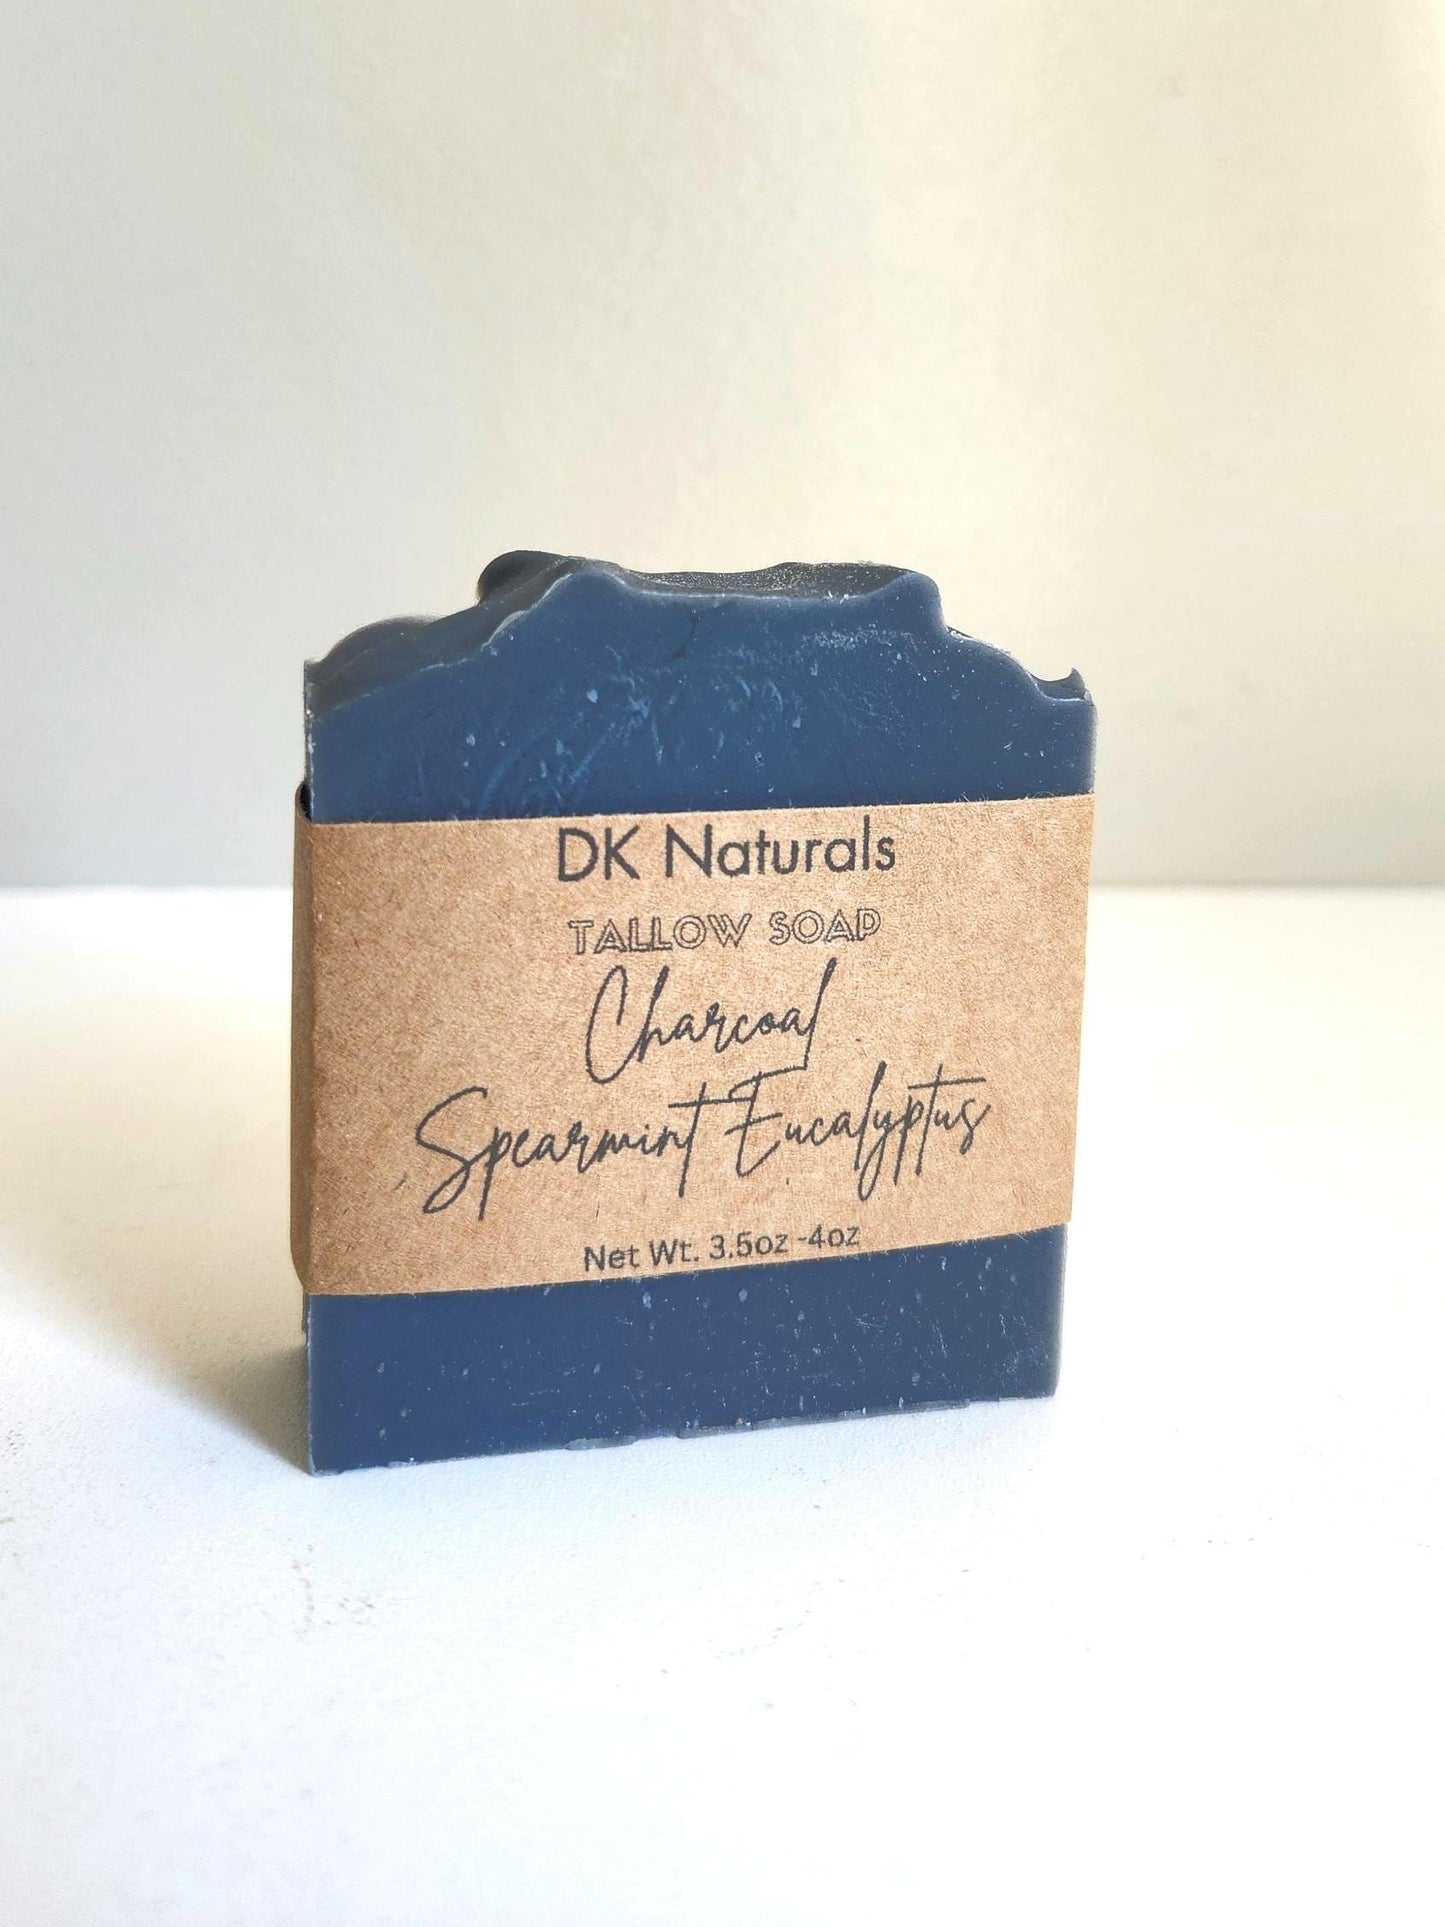 DK Naturals
TALLOW SOAP
Charcoal
Spearmint Eucalyptus
Net Wt. 3.5oz -4oz